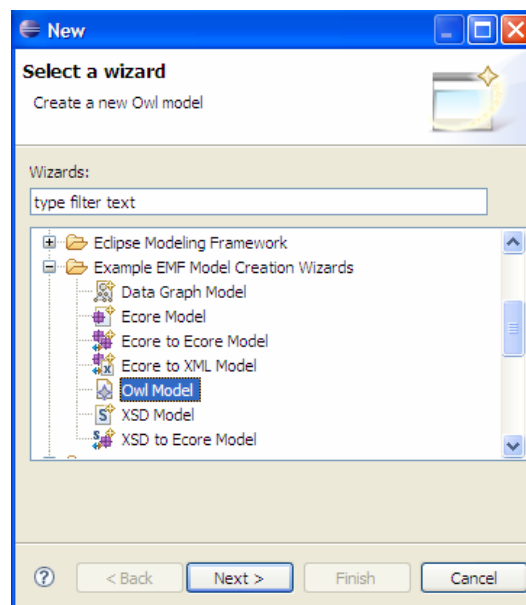 New
Select a wizard
Create a new Owl model
Wizards:
type filter text
Eclipse Modeling Framework
Example EMF Model Creation Wizards
Data Graph Model
Ecore Model
Ecore to Ecore Model
Ecore to XML Model
Owl Model
XSD Model
XSD to Ecore Model
? < Back Next > Finish Cancel